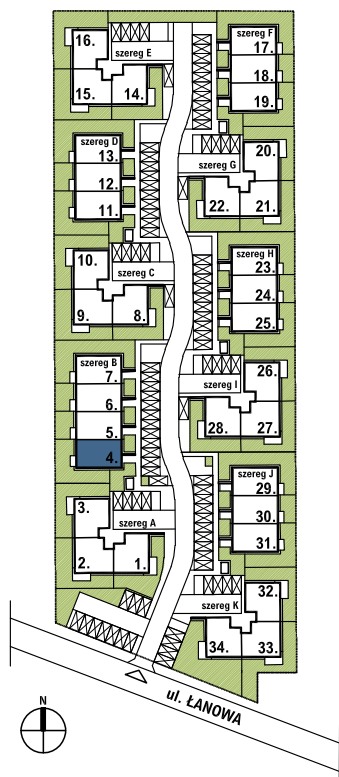 16.
szereg E
15.
14.
szereg F
17.
18.
19.
szereg D
13.
12.
11.
szereg G
20.
22.
21.
10.
szereg C
9.
8.
szereg H
23.
24.
25.
szereg B
7.
6.
5.
4.
26.
szereg I
28.
27.
3.
szereg A
2.
1.
szereg J
29.
30.
31.
szereg K
32.
34.
33.
ul. ŁANOWA
N